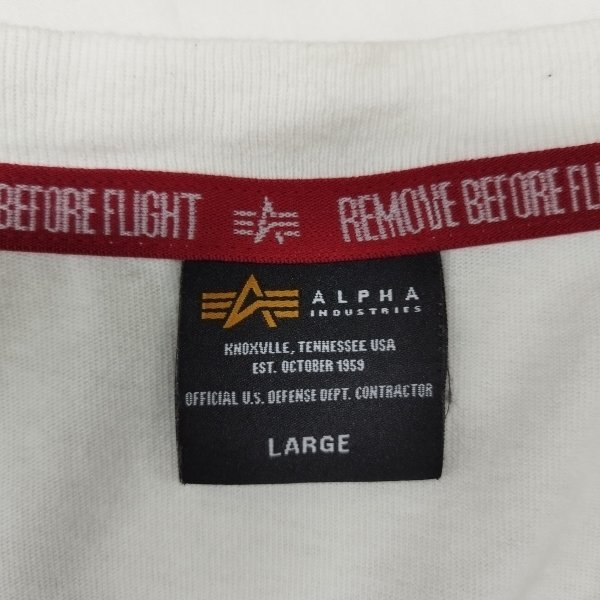 BEFORE FLIGHT REMOVE BEFORE FLI
ALPHA
INDUSTRIES
KNOXVLLE, TENNESSEE USA
EST. OCTOBER 1959
OFFICIAL U.S. DEFENSE DEPT. CONTRACTOR
LARGE